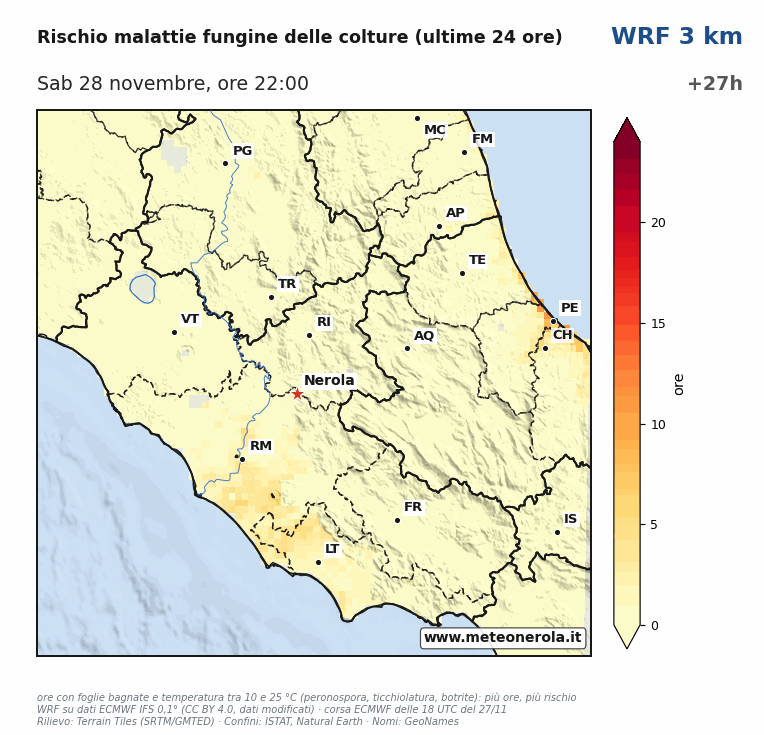 Rischio malattie fungine delle colture (ultime 24 ore)
WRF 3 km
Sab 28 novembre, ore 22:00
+27h
MC
FM
PG
AP
TE
TR
PE
VT
RI
CH
AQ
Nerola
RM
FR
IS
LT
www.meteonerola.it
20
15
10
5
0
ore
ore con foglie bagnate e temperatura tra 10 e 25 °C (peronospora, ticchiolatura, botrite): più ore, più rischio
WRF su dati ECMWF IFS 0,1° (CC BY 4.0, dati modificati) · corsa ECMWF delle 18 UTC del 27/11
Rilievo: Terrain Tiles (SRTM/GMTED) · Confini: ISTAT, Natural Earth · Nomi: GeoNames